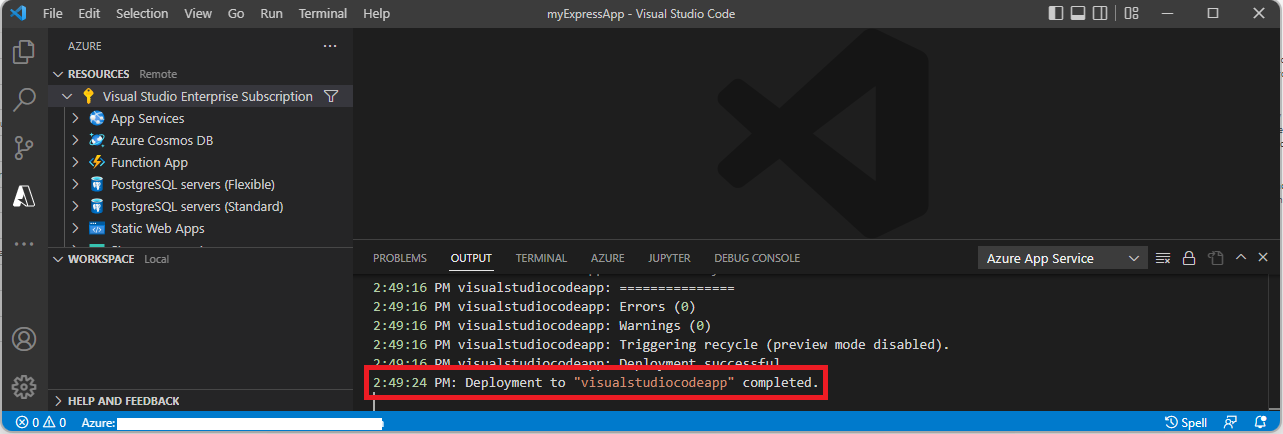 File Edit Selection View Go Run Terminal Help myExpressApp - Visual Studio Code
AZURE ...
RESOURCES Remote
Visual Studio Enterprise Subscription
App Services
Azure Cosmos DB
Function App
PostgreSQL servers (Flexible)
PostgreSQL servers (Standard)
Static Web Apps
WORKSPACE Local
HELP AND FEEDBACK
PROBLEMS OUTPUT TERMINAL AZURE JUPYTER DEBUG CONSOLE Azure App Service
2:49:16 PM visualstudiocodeapp: ===============
2:49:16 PM visualstudiocodeapp: Errors (0)
2:49:16 PM visualstudiocodeapp: Warnings (0)
2:49:16 PM visualstudiocodeapp: Triggering recycle (preview mode disabled).
2:49:16 PM visualstudiocodeapp: Deployment successful
2:49:24 PM: Deployment to "visualstudiocodeapp" completed.
0 0 Azure: Spell